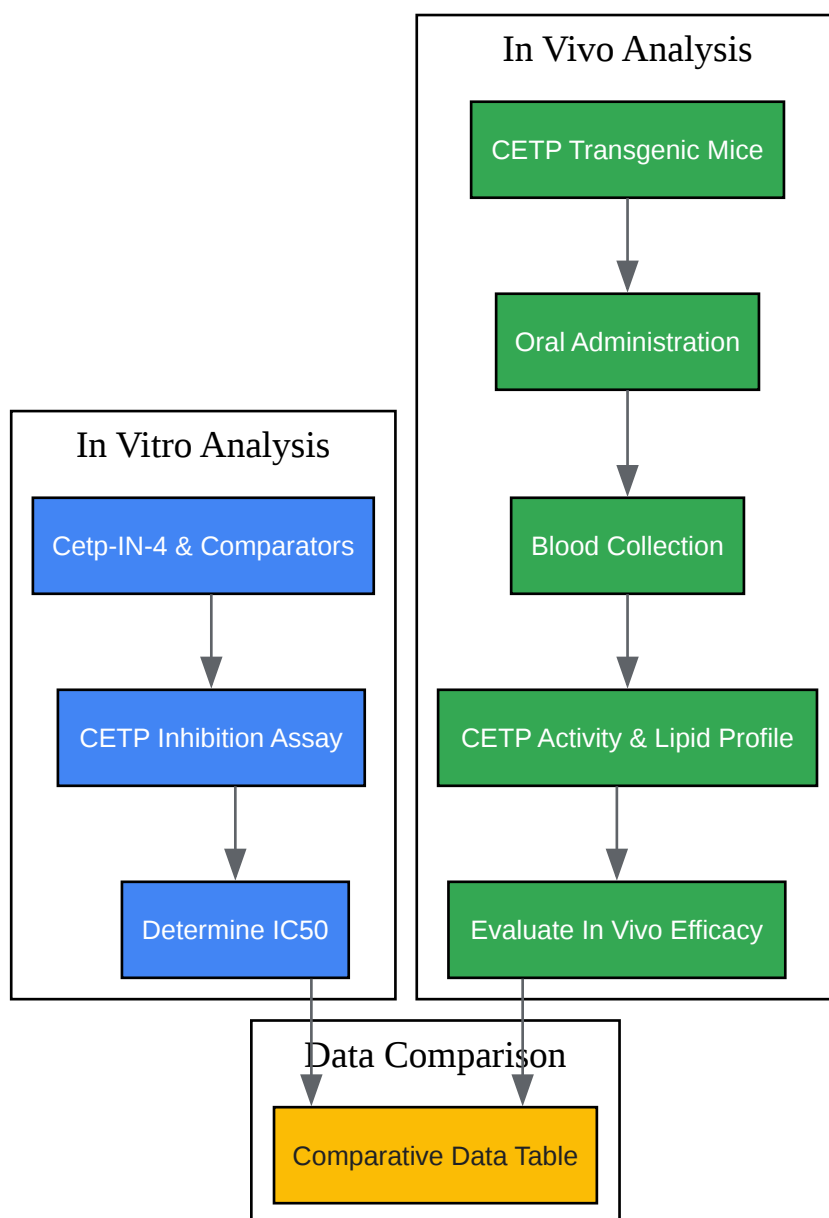 In Vivo Analysis
CETP Transgenic Mice
Oral Administration
Blood Collection
CETP Activity & Lipid Profile
Evaluate In Vivo Efficacy
In Vitro Analysis
Cetp-IN-4 & Comparators
CETP Inhibition Assay
Determine IC50
Data Comparison
Comparative Data Table